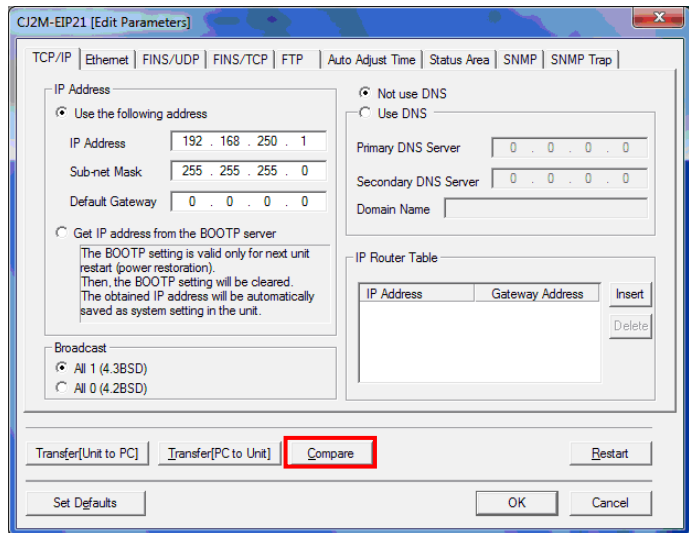 CJ2M-EIP21 [Edit Parameters]
TCP/IP Ethernet FINS/UDP FINS/TCP FTP Auto Adjust Time Status Area SNMP SNMP Trap
IP Address
Use the following address
IP Address 192 . 168 . 250 . 1
Sub-net Mask 255 . 255 . 255 . 0
Default Gateway 0 . 0 . 0 . 0
Get IP address from the BOOTP server
The BOOTP setting is valid only for next unit
restart (power restoration).
Then, the BOOTP setting will be cleared.
The obtained IP address will be automatically
saved as system setting in the unit.
Broadcast
All 1 (4.3BSD)
All 0 (4.2BSD)
Not use DNS
Use DNS
Primary DNS Server 0 . 0 . 0 . 0
Secondary DNS Server 0 . 0 . 0 . 0
Domain Name
IP Router Table
IP Address Gateway Address
Insert
Delete
Transfer[Unit to PC] Transfer[PC to Unit] Compare Restart
Set Defaults OK Cancel